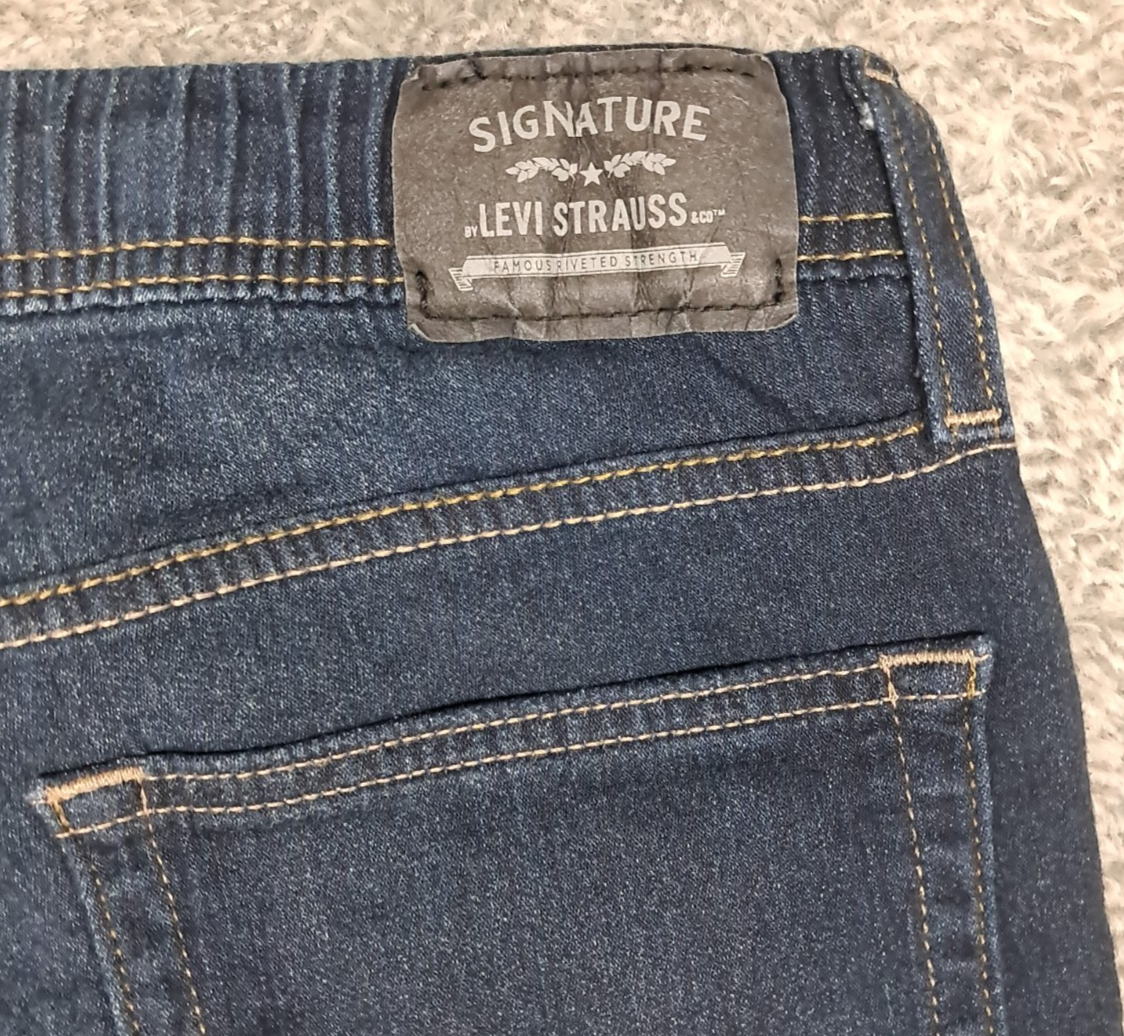 SIGNATURE
BY LEVI STRAUSS & CO™
FAMOUS RIVETED STRENGTH